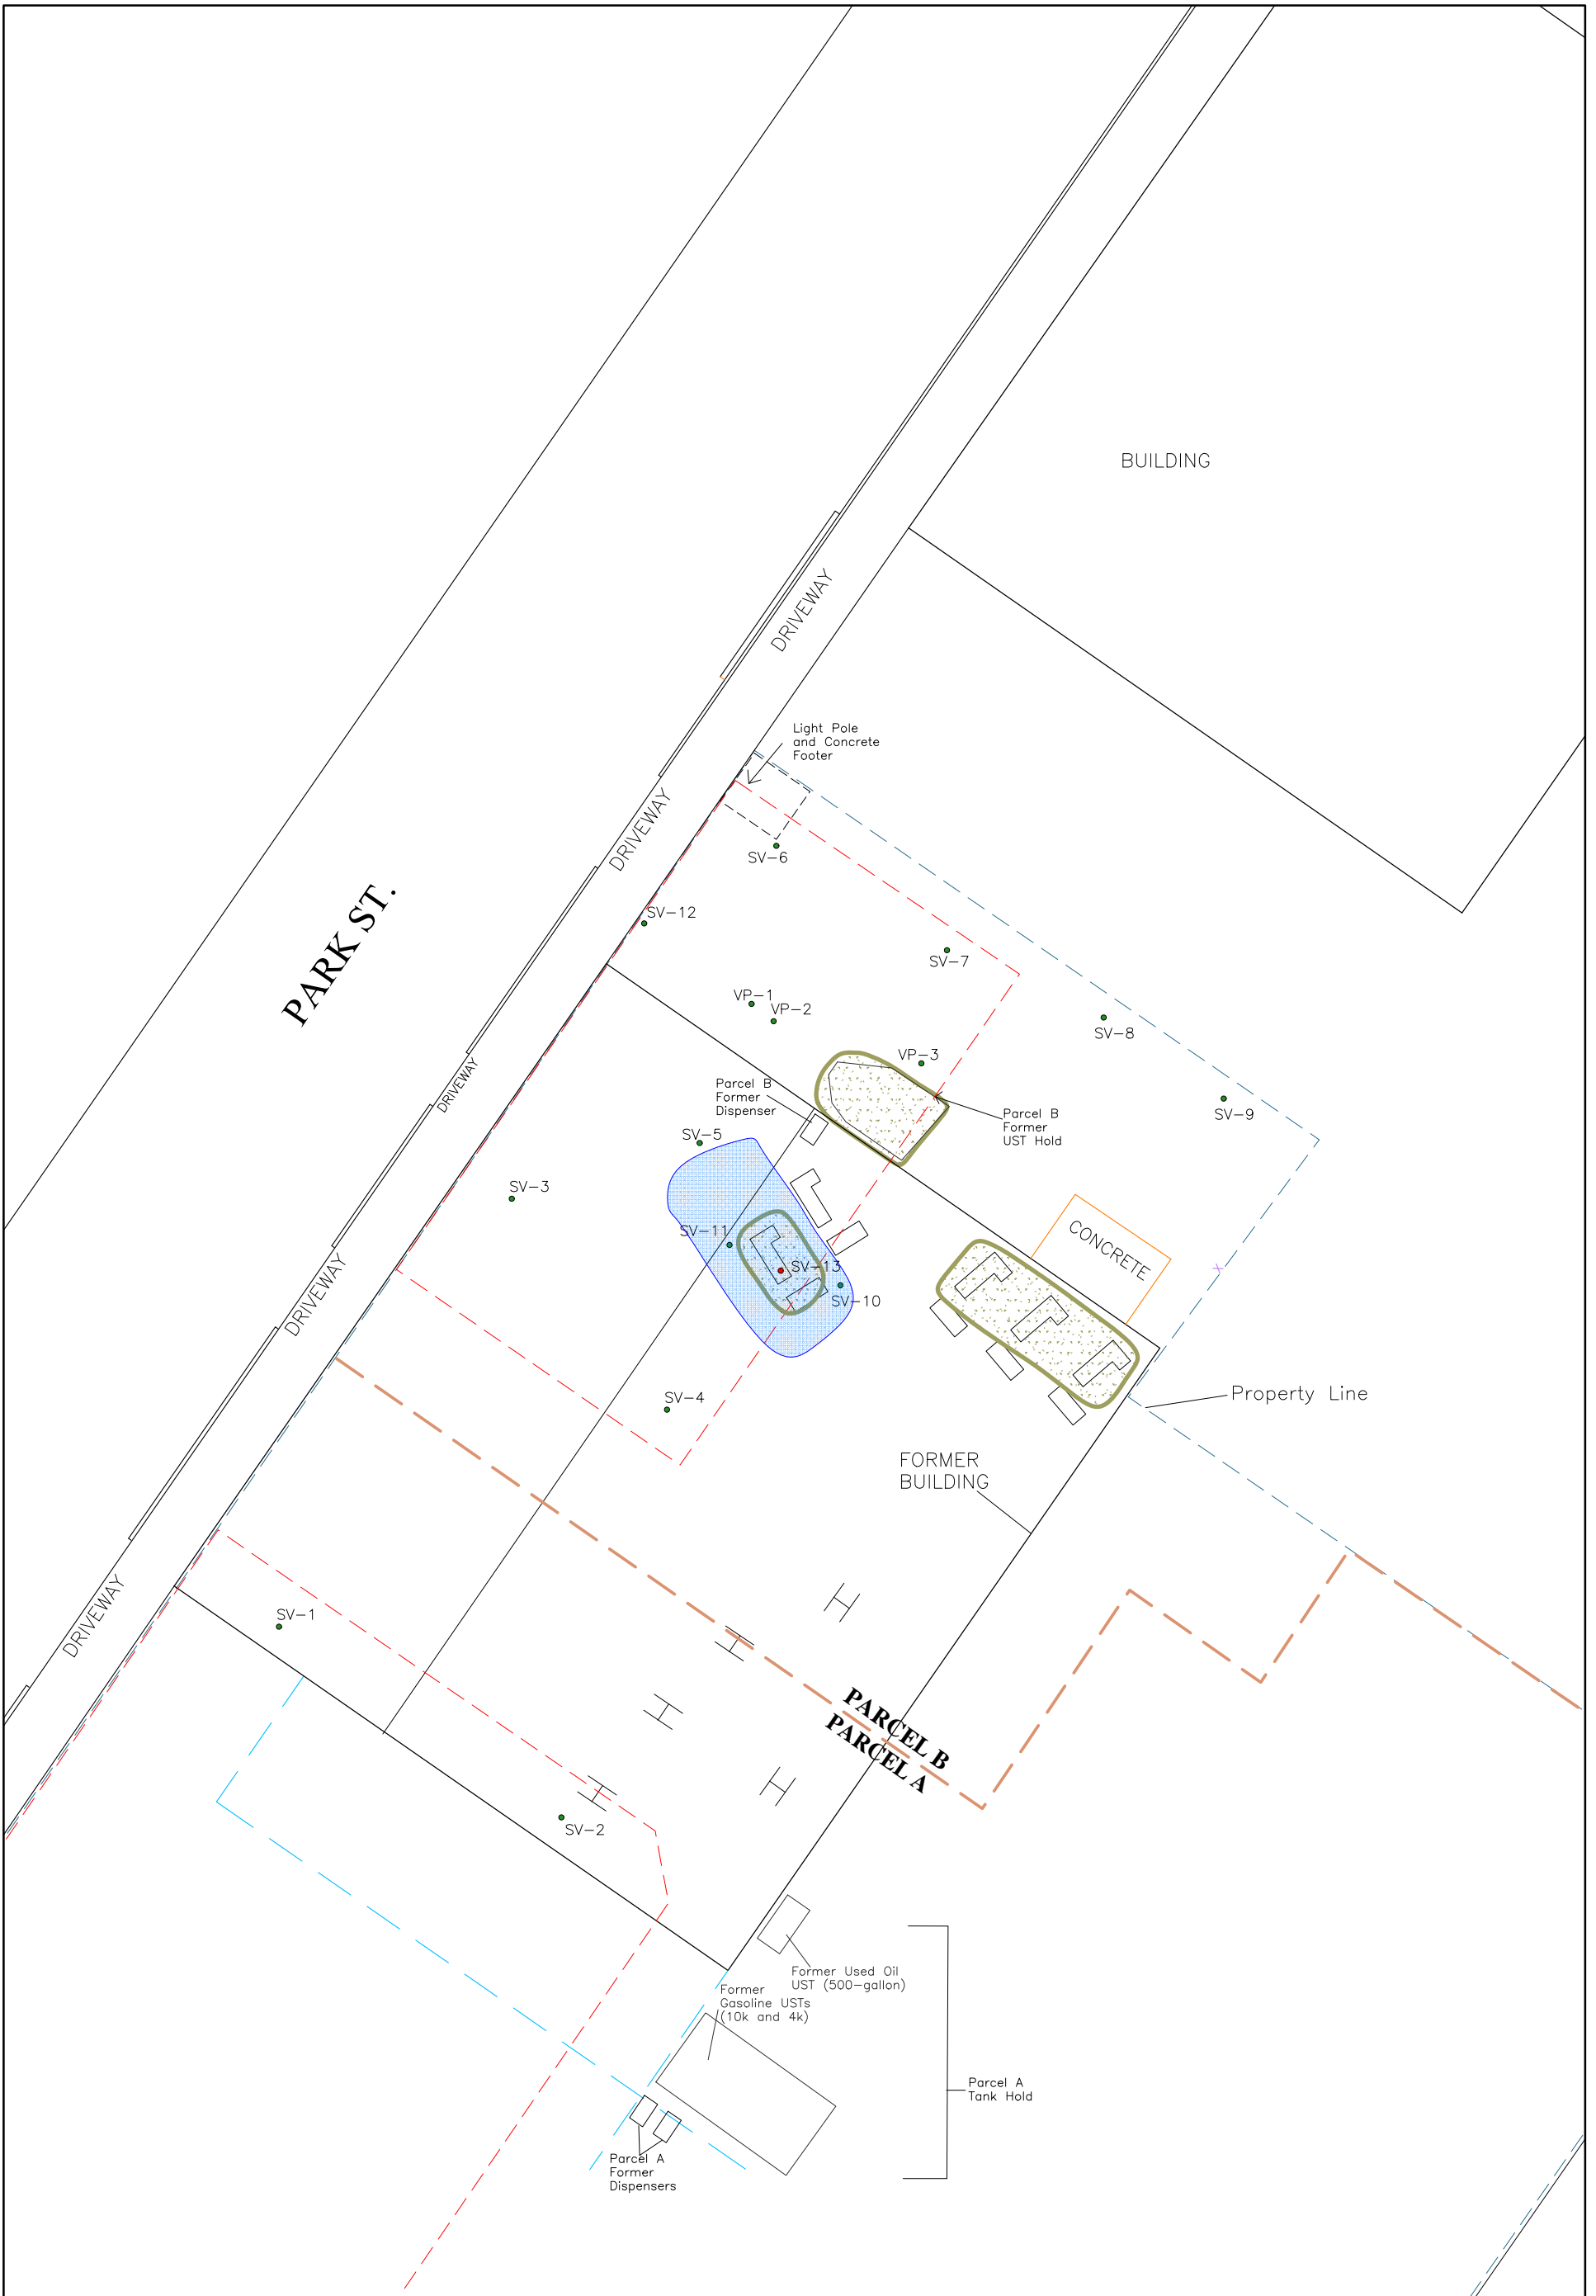 BUILDING
DRIVEWAY
Light Pole
and Concrete
Footer
DRIVEWAY
SV-6
PARK ST.
SV-12
SV-7
VP-1
VP-2
SV-8
VP-3
DRIVEWAY
Parcel B
Former
Dispenser
SV-9
Parcel B
Former
UST Hold
SV-5
SV-3
SV-11
CONCRETE
SV-13
SV-10
DRIVEWAY
Property Line
SV-4
FORMER
BUILDING
DRIVEWAY
SV-1
PARCEL B
PARCEL A
SV-2
Former Used Oil
UST (500-gallon)
Former
Gasoline USTs
(10k and 4k)
Parcel A
Tank Hold
Parcel A
Former
Dispensers